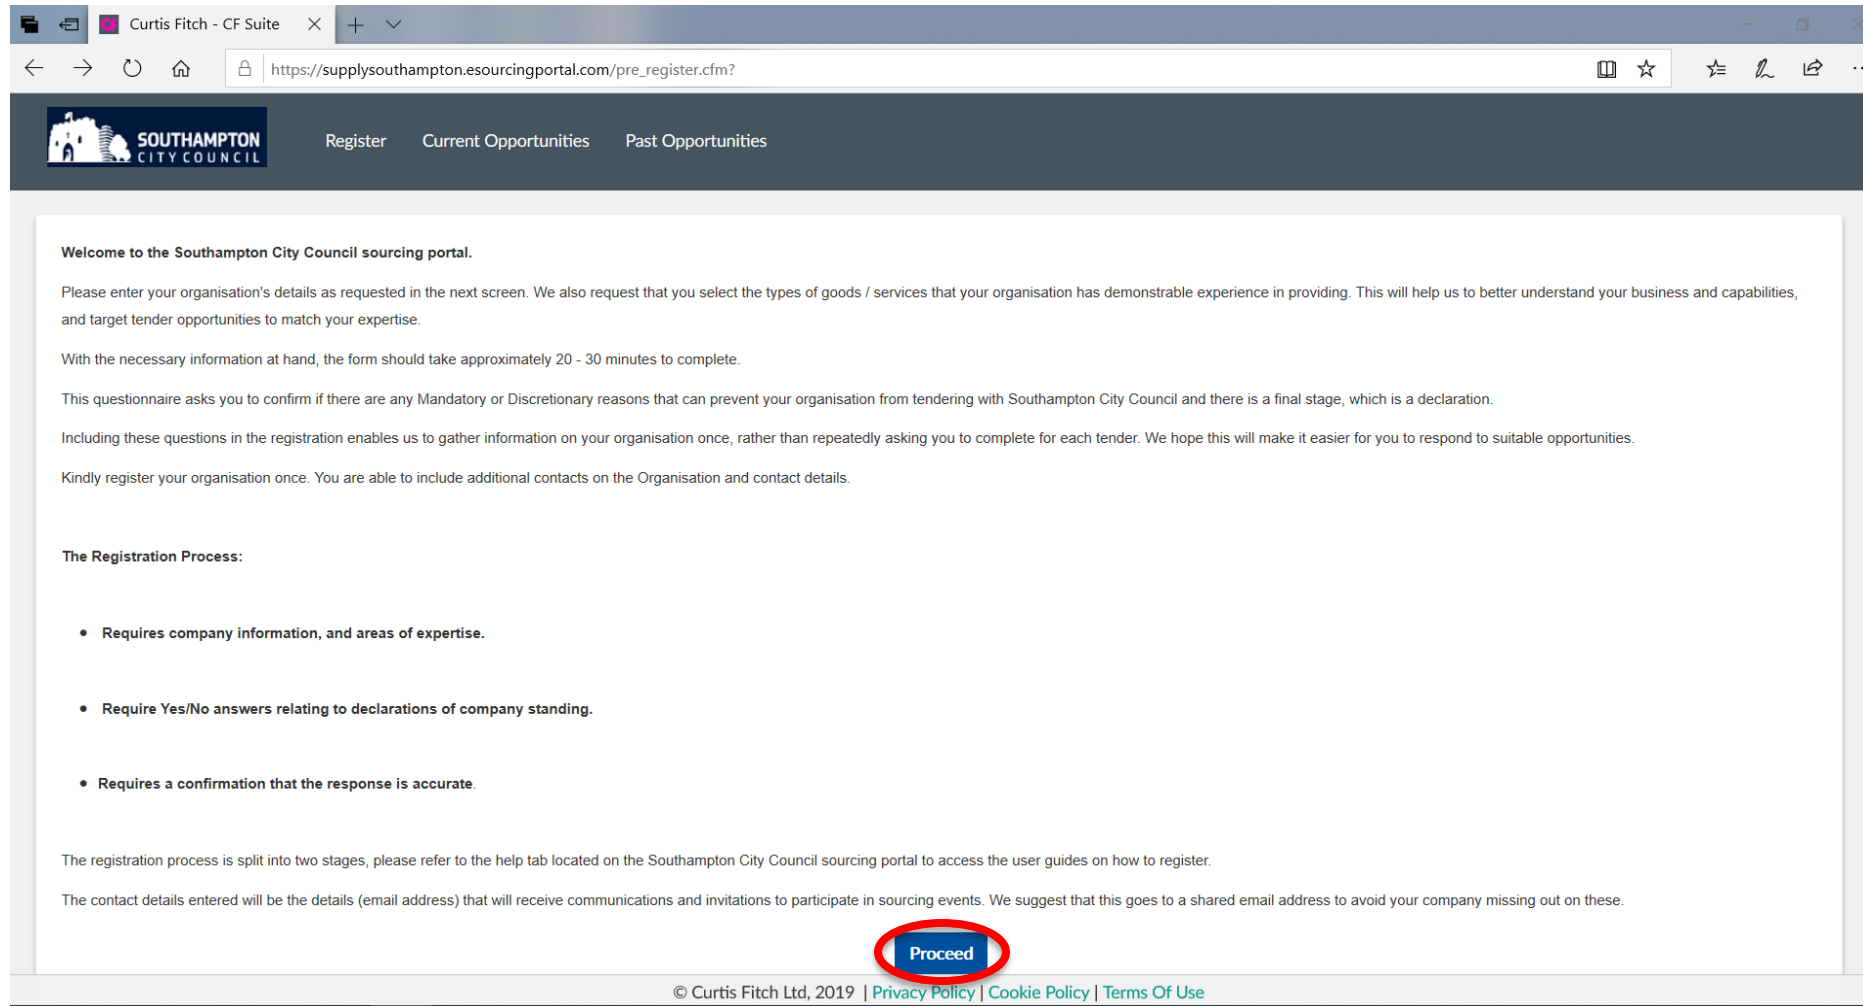 Curtis Fitch - CF Suite
https://supplysouthampton.esourcingportal.com/pre_register.cfm?
SOUTHAMPTON
CITY COUNCIL
Register Current Opportunities Past Opportunities
Welcome to the Southampton City Council sourcing portal.
Please enter your organisation's details as requested in the next screen. We also request that you select the types of goods / services that your organisation has demonstrable experience in providing. This will help us to better understand your business and capabilities,
and target tender opportunities to match your expertise.
With the necessary information at hand, the form should take approximately 20 - 30 minutes to complete.
This questionnaire asks you to confirm if there are any Mandatory or Discretionary reasons that can prevent your organisation from tendering with Southampton City Council and there is a final stage, which is a declaration.
Including these questions in the registration enables us to gather information on your organisation once, rather than repeatedly asking you to complete for each tender. We hope this will make it easier for you to respond to suitable opportunities.
Kindly register your organisation once. You are able to include additional contacts on the Organisation and contact details.
The Registration Process:
• Requires company information, and areas of expertise.
• Require Yes/No answers relating to declarations of company standing.
• Requires a confirmation that the response is accurate.
The registration process is split into two stages, please refer to the help tab located on the Southampton City Council sourcing portal to access the user guides on how to register.
The contact details entered will be the details (email address) that will receive communications and invitations to participate in sourcing events. We suggest that this goes to a shared email address to avoid your company missing out on these.
Proceed
© Curtis Fitch Ltd, 2019 | Privacy Policy | Cookie Policy | Terms Of Use